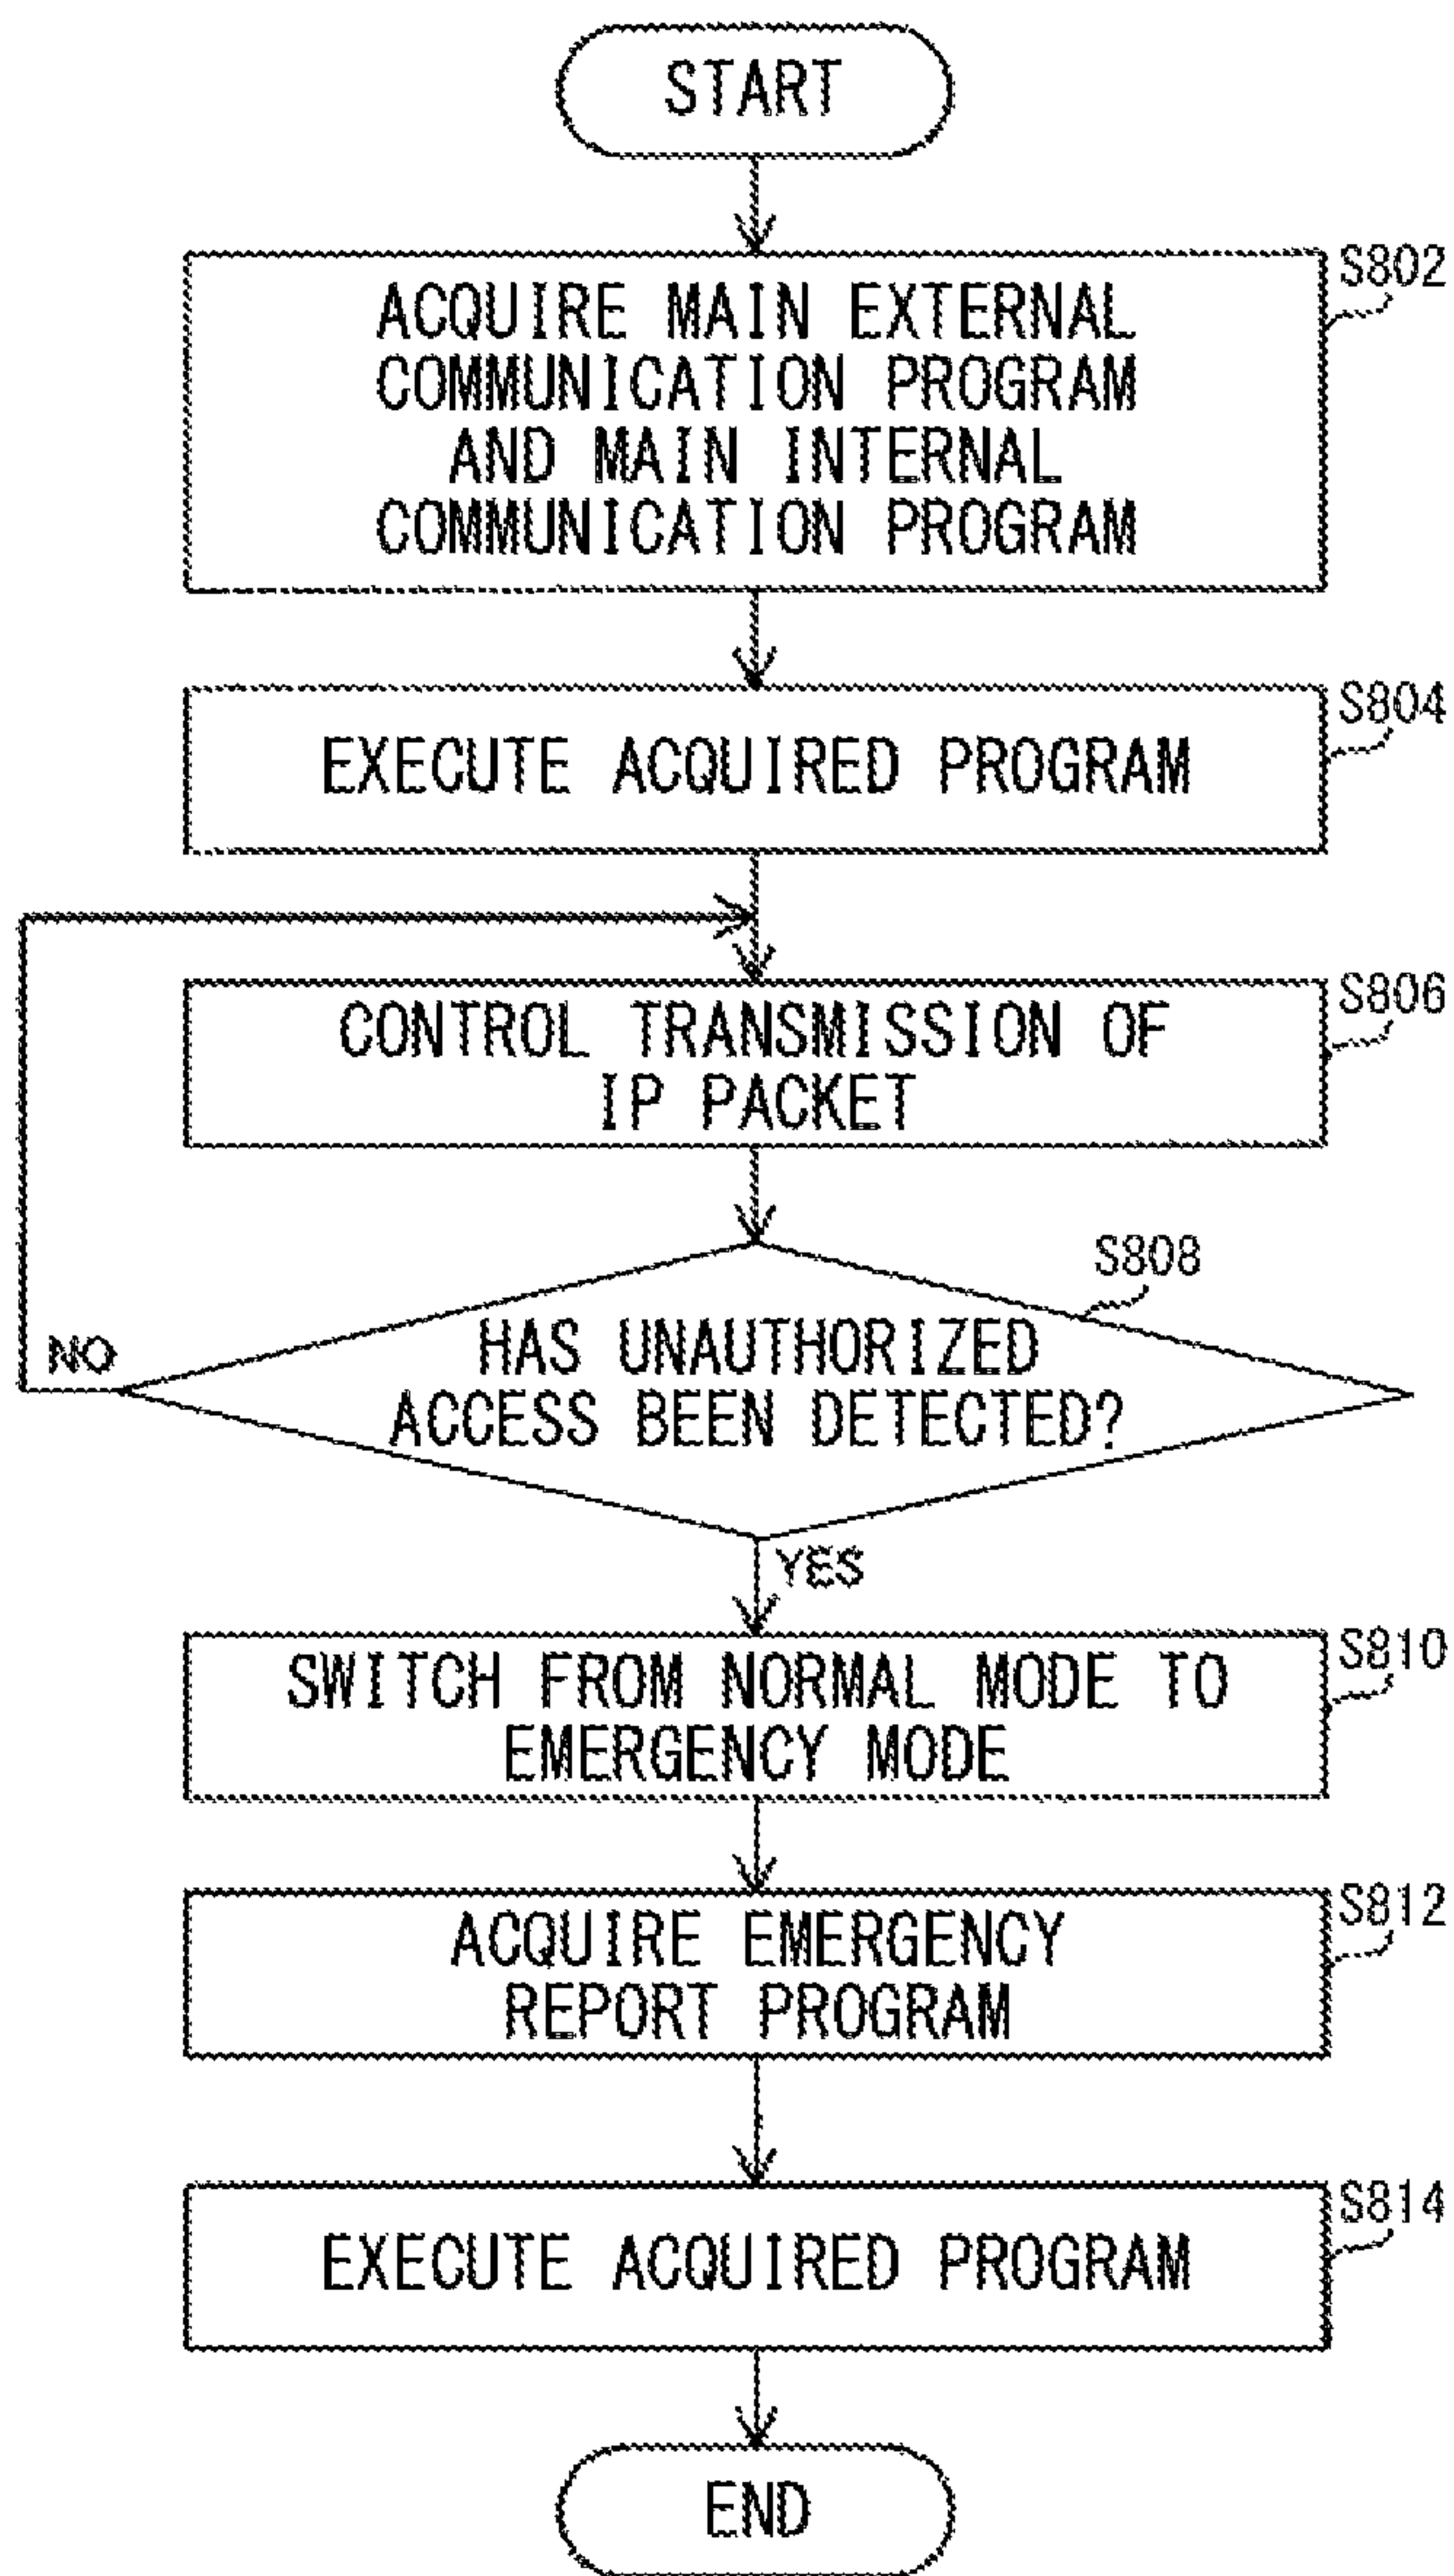 START
S802
ACQUIRE MAIN EXTERNAL
COMMUNICATION PROGRAM
AND MAIN INTERNAL
COMMUNICATION PROGRAM
S804
EXECUTE ACQUIRED PROGRAM
S806
CONTROL TRANSMISSION OF
IP PACKET
S808
HAS UNAUTHORIZED
ACCESS BEEN DETECTED?
NO
YES
S810
SWITCH FROM NORMAL MODE TO
EMERGENCY MODE
S812
ACQUIRE EMERGENCY
REPORT PROGRAM
S814
EXECUTE ACQUIRED PROGRAM
END